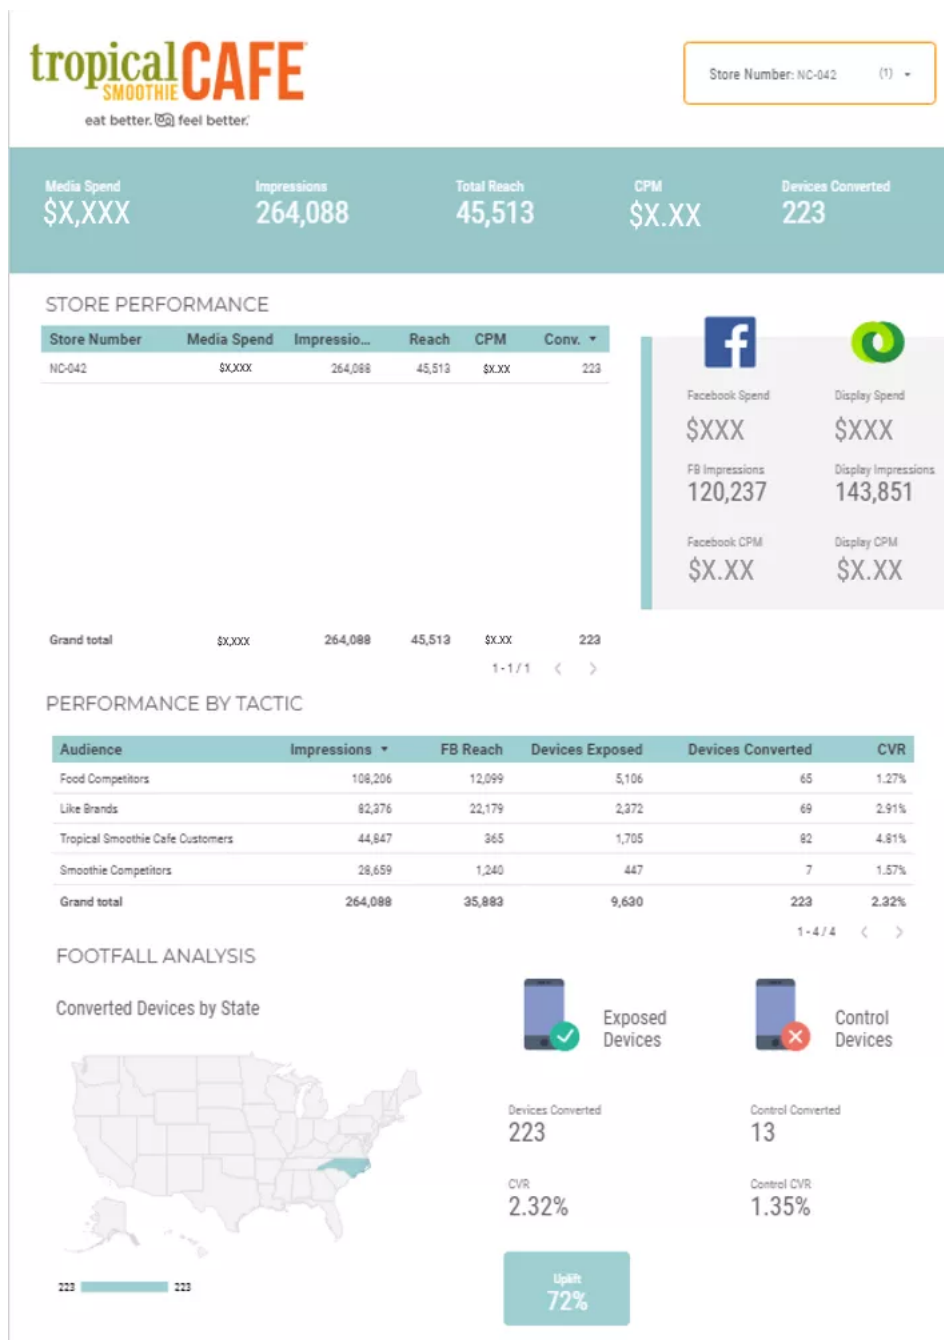 tropical CAFE
SMOOTHIE
eat better. feel better.
Store Number: NC-042 (1)
Media Spend Impressions Total Reach CPM Devices Converted
$X,XXX 264,088 45,513 $X.XX 223
STORE PERFORMANCE
Store Number Media Spend Impressio... Reach CPM Conv.
NC-042 $X,XXX 264,088 45,513 $X.XX 223
Facebook Spend Display Spend
$XXX $XXX
FB Impressions Display Impressions
120,237 143,851
Facebook CPM Display CPM
$X.XX $X.XX
Grand total $X,XXX 264,088 45,513 $X.XX 223
1 - 1 / 1
PERFORMANCE BY TACTIC
Audience Impressions FB Reach Devices Exposed Devices Converted CVR
Food Competitors 108,206 12,099 5,106 65 1.27%
Like Brands 82,376 22,179 2,372 69 2.91%
Tropical Smoothie Cafe Customers 44,847 365 1,705 82 4.81%
Smoothie Competitors 28,659 1,240 447 7 1.57%
Grand total 264,088 35,883 9,630 223 2.32%
1 - 4 / 4
FOOTFALL ANALYSIS
Converted Devices by State
Exposed Devices
Control Devices
Devices Converted Control Converted
223 13
CVR Control CVR
2.32% 1.35%
223 223
Uplift
72%